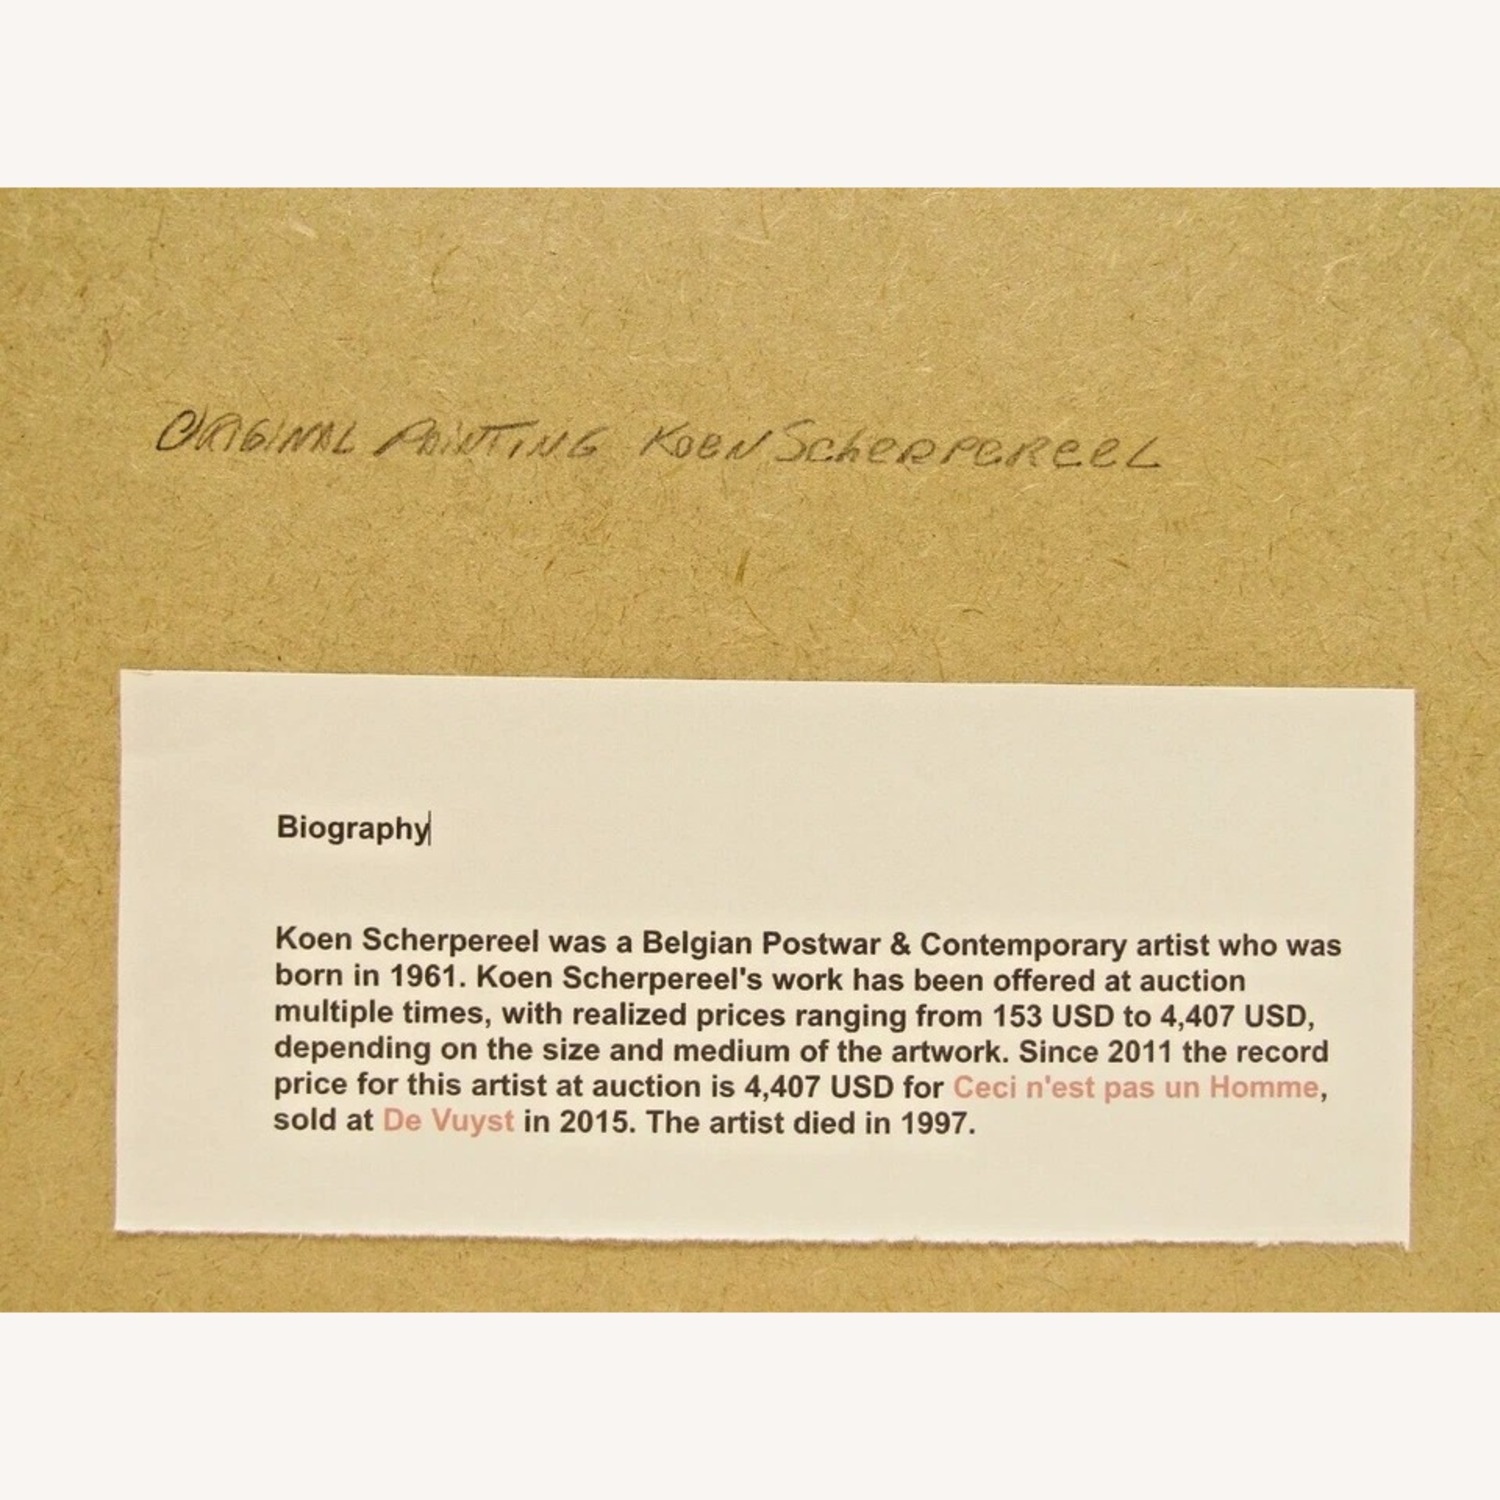 ORIGINAL PAINTING KOEN ScheRPEREEL
Biography
Koen Scherpereel was a Belgian Postwar & Contemporary artist who was
born in 1961. Koen Scherpereel's work has been offered at auction
multiple times, with realized prices ranging from 153 USD to 4,407 USD,
depending on the size and medium of the artwork. Since 2011 the record
price for this artist at auction is 4,407 USD for Ceci n'est pas un Homme,
sold at De Vuyst in 2015. The artist died in 1997.